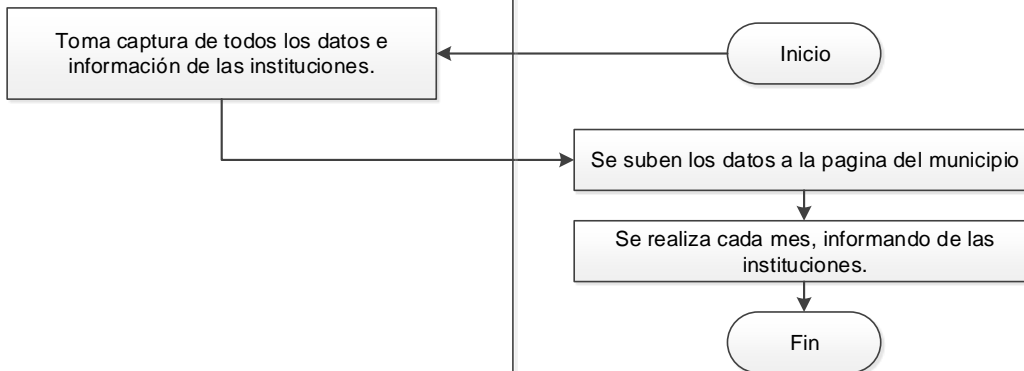 Toma captura de todos los datos e
información de las instituciones.
Inicio
Se suben los datos a la pagina del municipio
Se realiza cada mes, informando de las
instituciones.
Fin